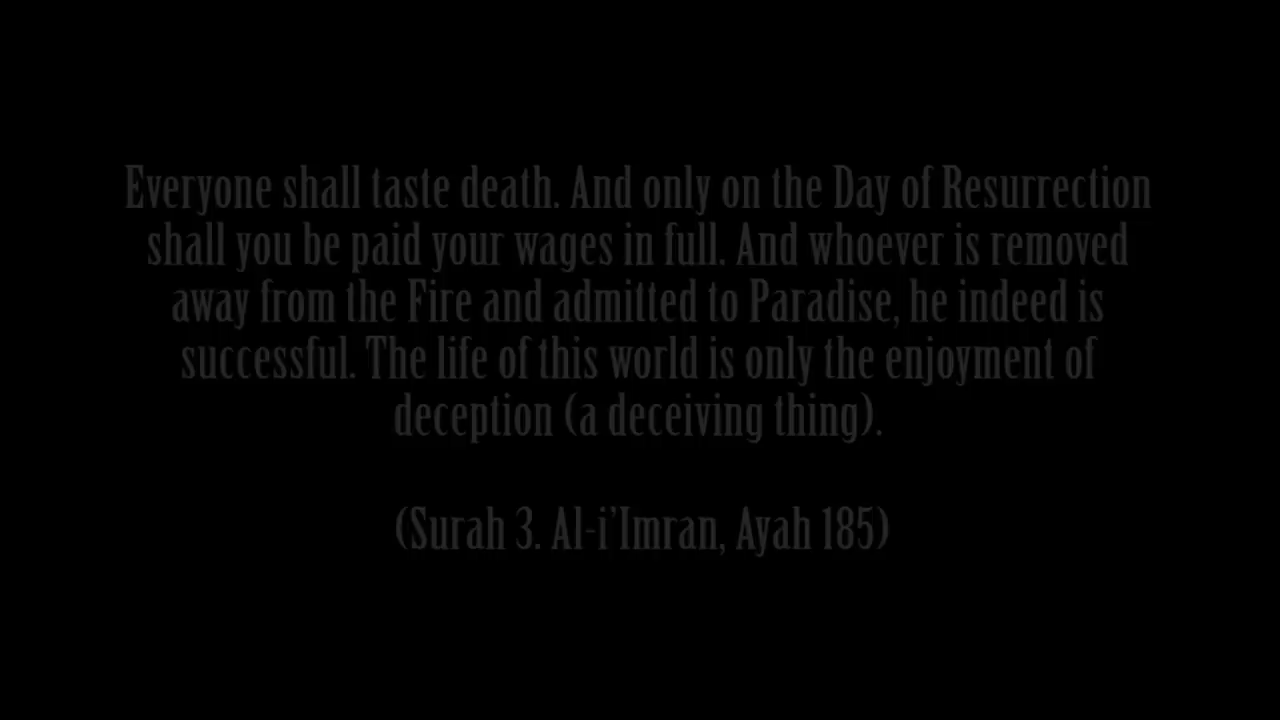 Everyone shall taste death. And only on the Day of Resurrection
shall you be paid your wages in full. And whoever is removed
away from the Fire and admitted to Paradise, he indeed is
successful. The life of this world is only the enjoyment of
deception (a deceiving thing).
(Surah 3. Al-i'Imran, Ayah 185)